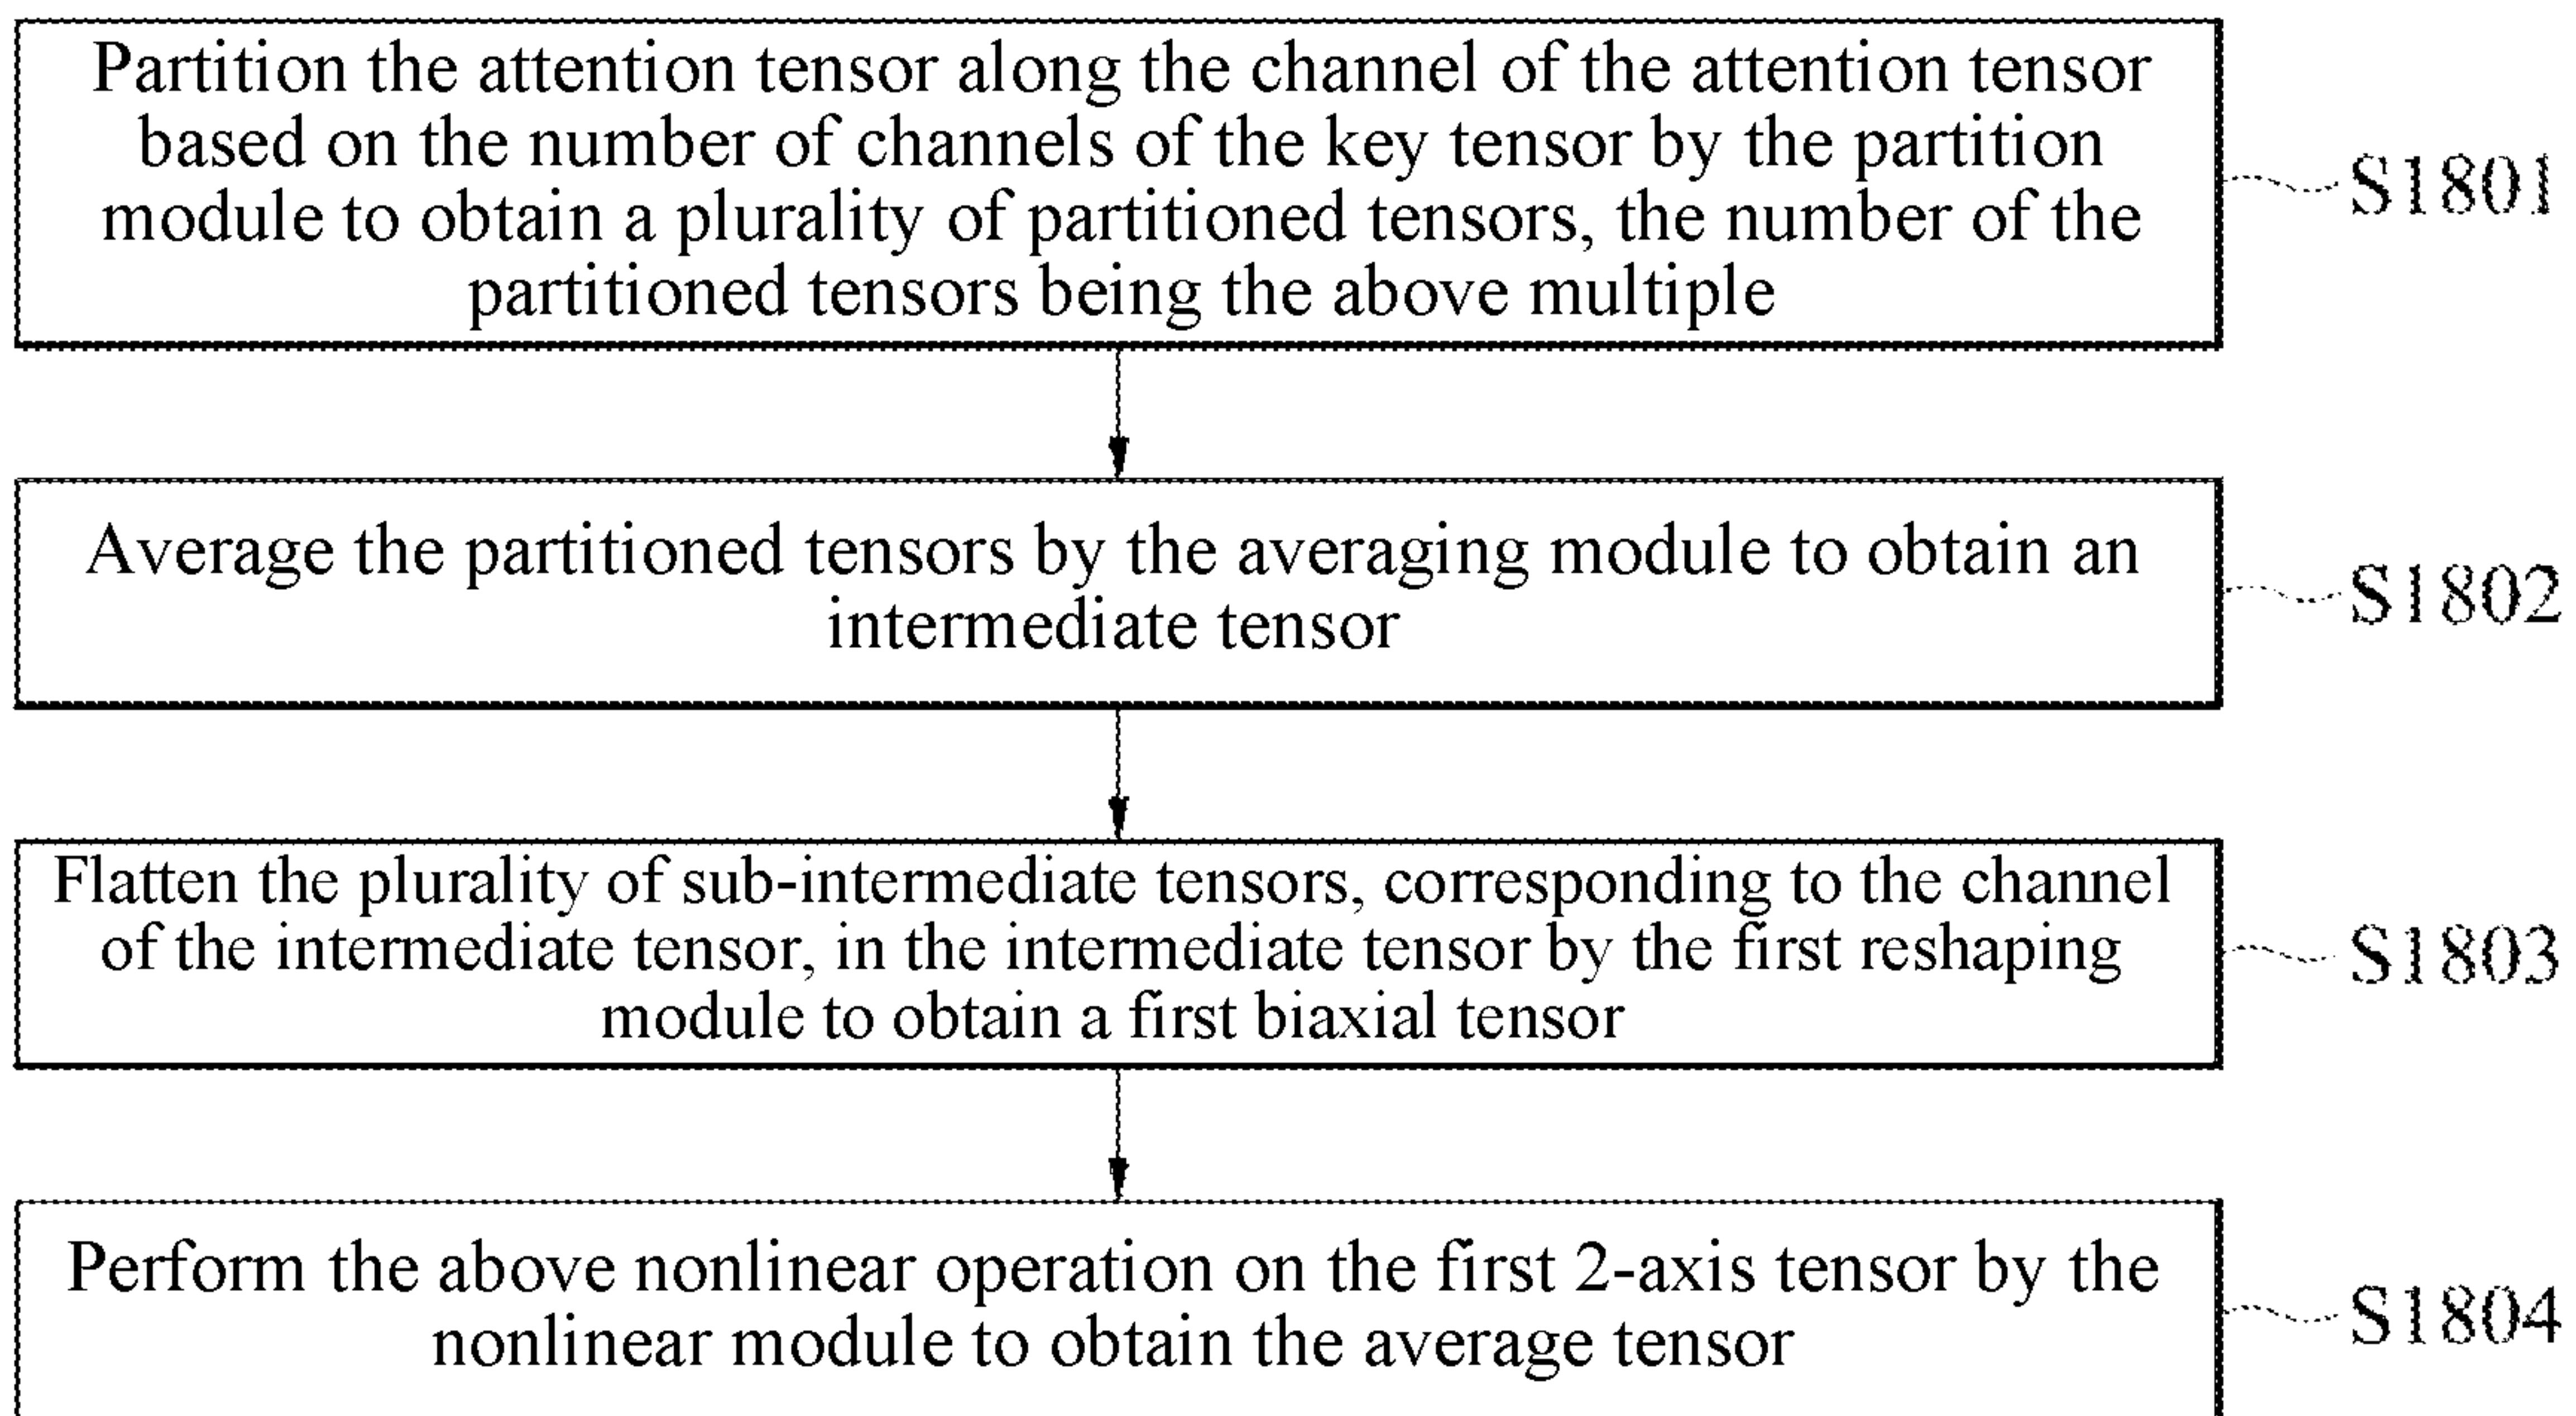 Partition the attention tensor along the channel of the attention tensor
based on the number of channels of the key tensor by the partition
module to obtain a plurality of partitioned tensors, the number of the
partitioned tensors being the above multiple
S1801
Average the partitioned tensors by the averaging module to obtain an
intermediate tensor
S1802
Flatten the plurality of sub-intermediate tensors, corresponding to the channel
of the intermediate tensor, in the intermediate tensor by the first reshaping
module to obtain a first biaxial tensor
S1803
Perform the above nonlinear operation on the first 2-axis tensor by the
nonlinear module to obtain the average tensor
S1804